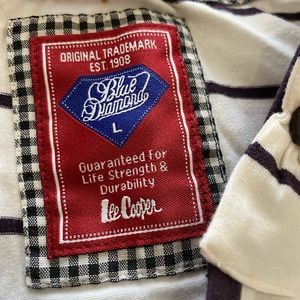 ORIGINAL TRADEMARK
EST. 1908
Blue
Diamond
L
Guaranteed For
Life Strength &
Durability
Lee Cooper